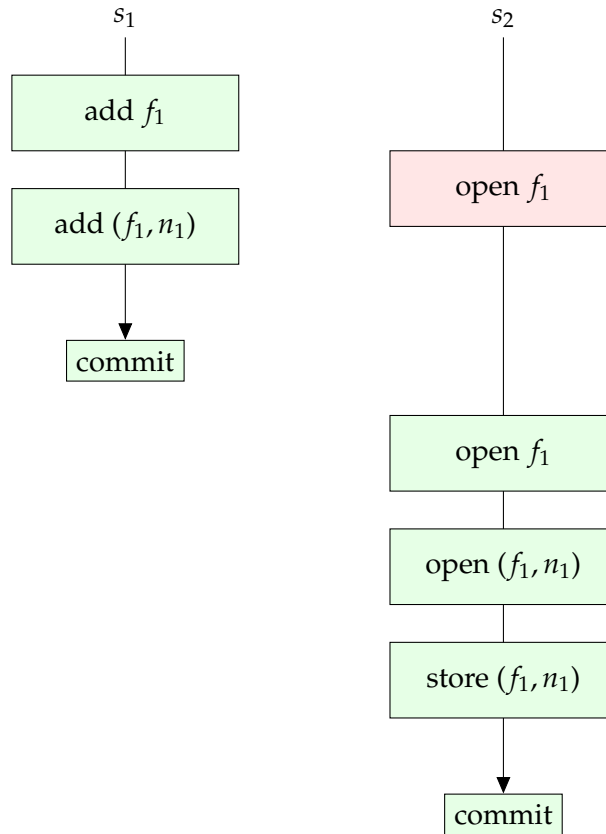 s₁
add f₁
add (f₁, n₁)
commit
s₂
open f₁
open f₁
open (f₁, n₁)
store (f₁, n₁)
commit